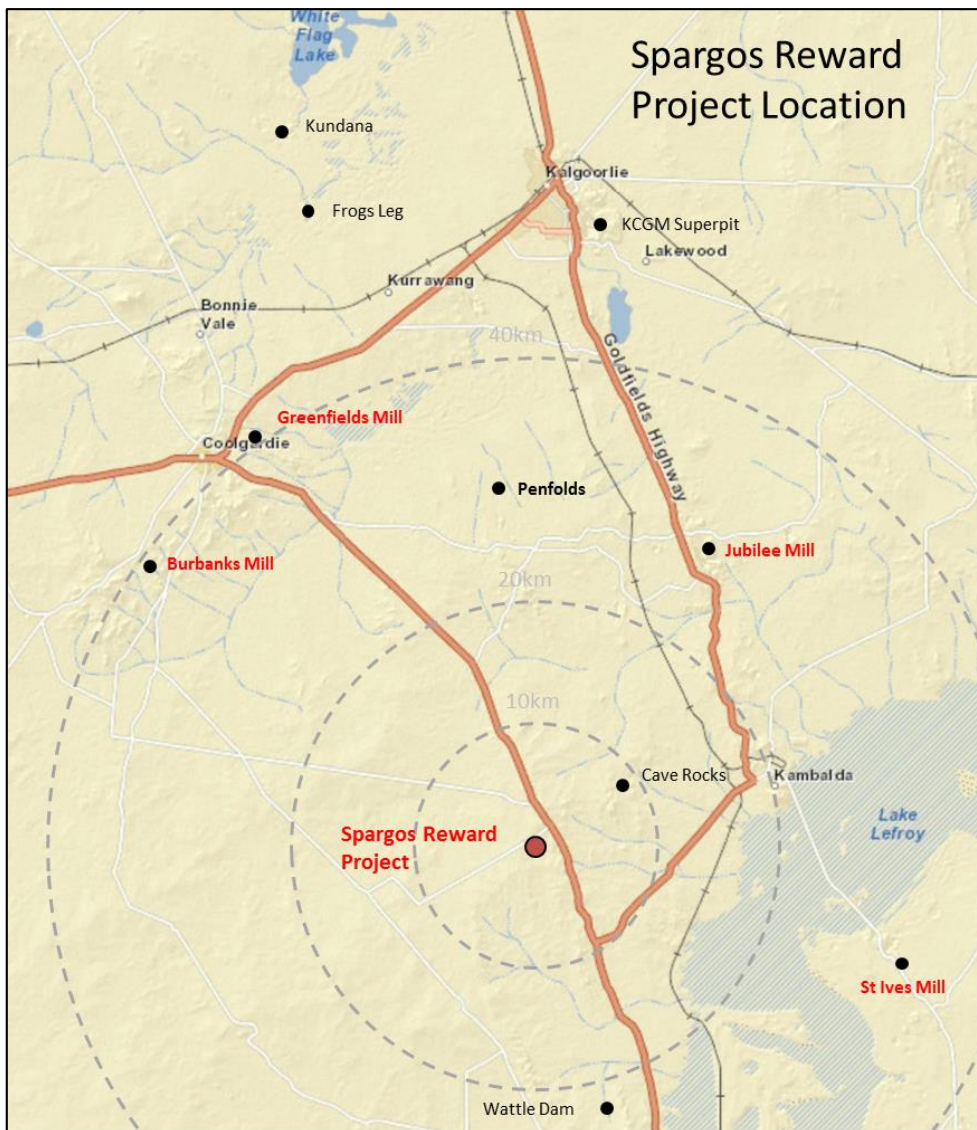 White
Flag
Lake
Spargos Reward
Project Location
Kundana
Kalgoorlie
Frogs Leg
KCGM Superpit
Lakewood
Kurrawang
Bonnie
Vale
40km
Goldfields Highway
Greenfields Mill
Coolgardie
Penfolds
Jubilee Mill
Burbanks Mill
20km
10km
Cave Rocks
Kambalda
Lake
Lefroy
Spargos Reward
Project
St Ives Mill
Wattle Dam